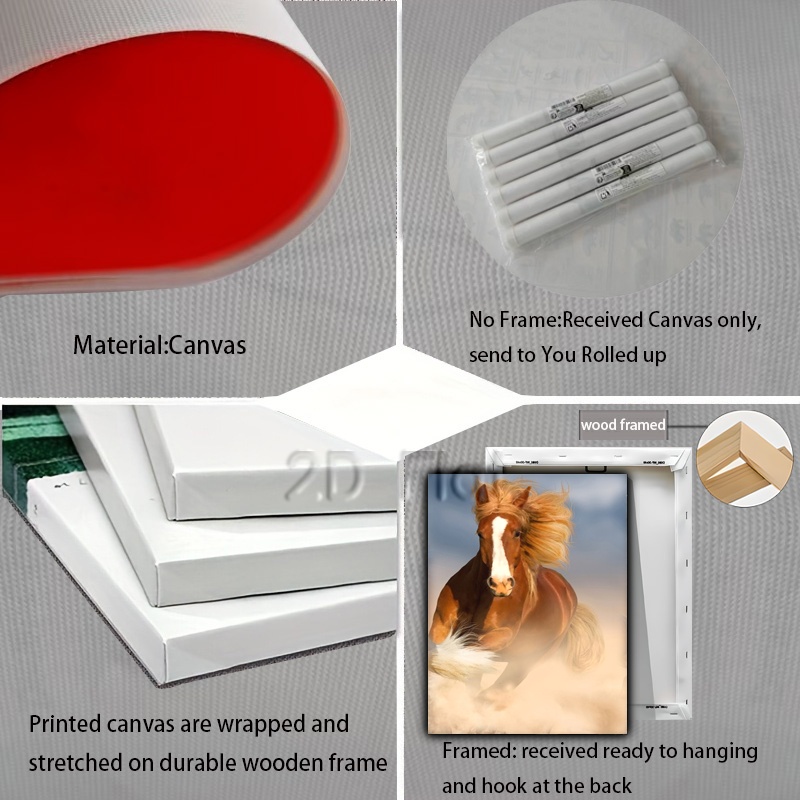 Material:Canvas
No Frame:Received Canvas only,
send to You Rolled up
wood framed
2D
Printed canvas are wrapped and
stretched on durable wooden frame
Framed: received ready to hanging
and hook at the back